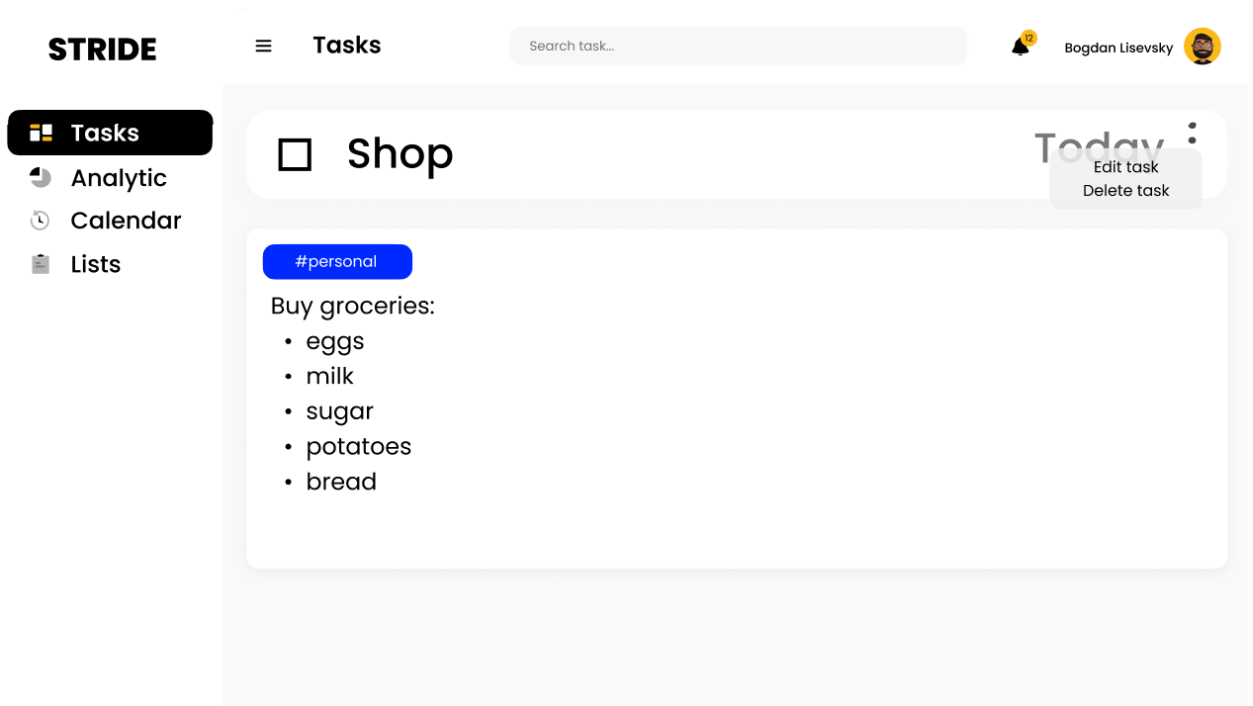 STRIDE
Tasks
Search task...
12
Bogdan Lisevsky
Tasks
Analytic
Calendar
Lists
Shop
Today
Edit task
Delete task
#personal
Buy groceries:
• eggs
• milk
• sugar
• potatoes
• bread